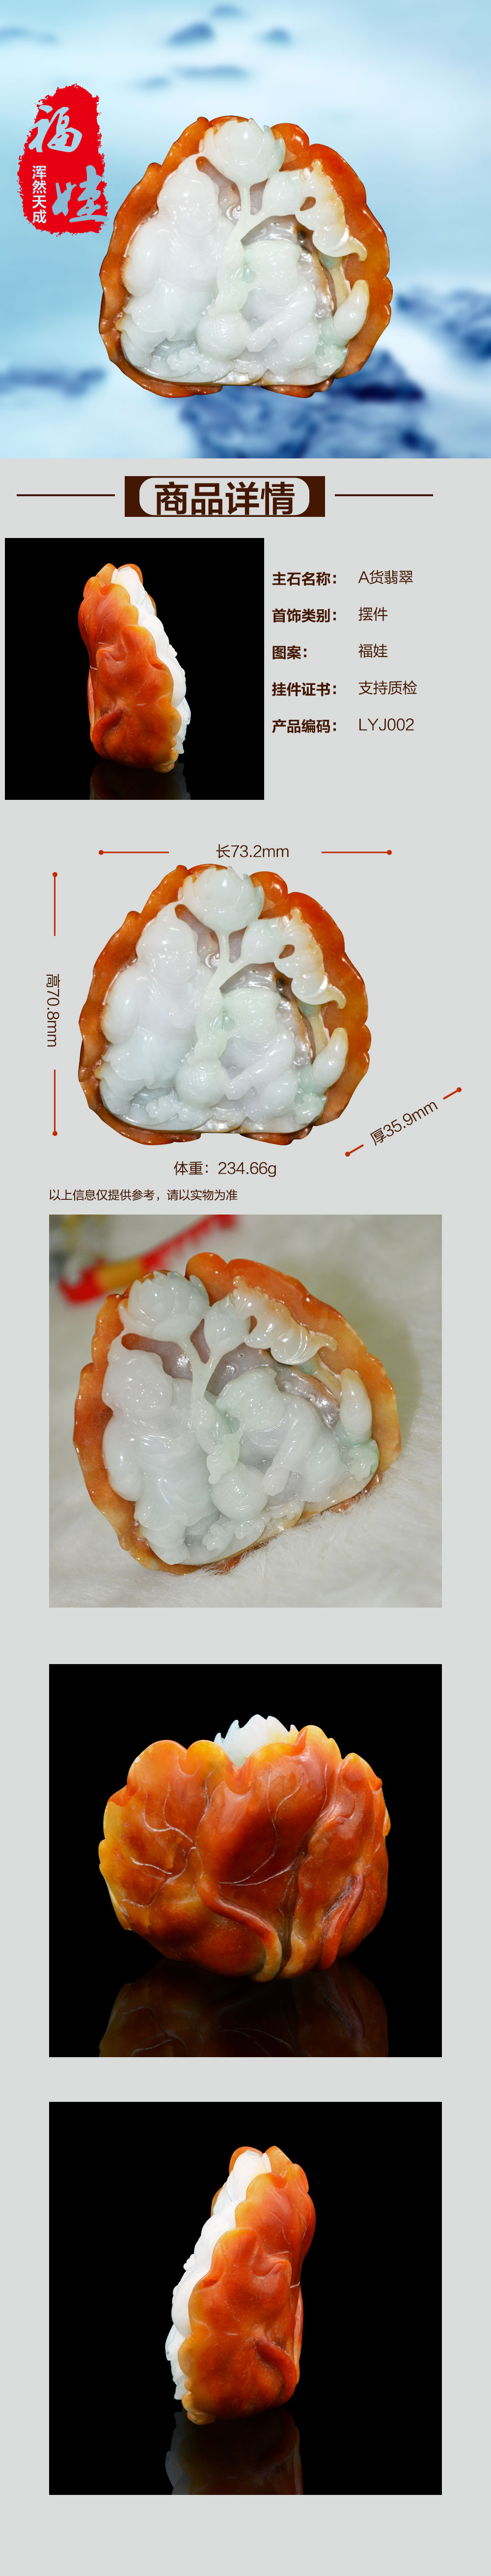 福娃
浑然天成
商品详情
主石名称： A货翡翠
首饰类别： 摆件
图案： 福娃
挂件证书： 支持质检
产品编码： LYJ002
长73.2mm
高70.8mm
厚35.9mm
体重：234.66g
以上信息仅提供参考，请以实物为准